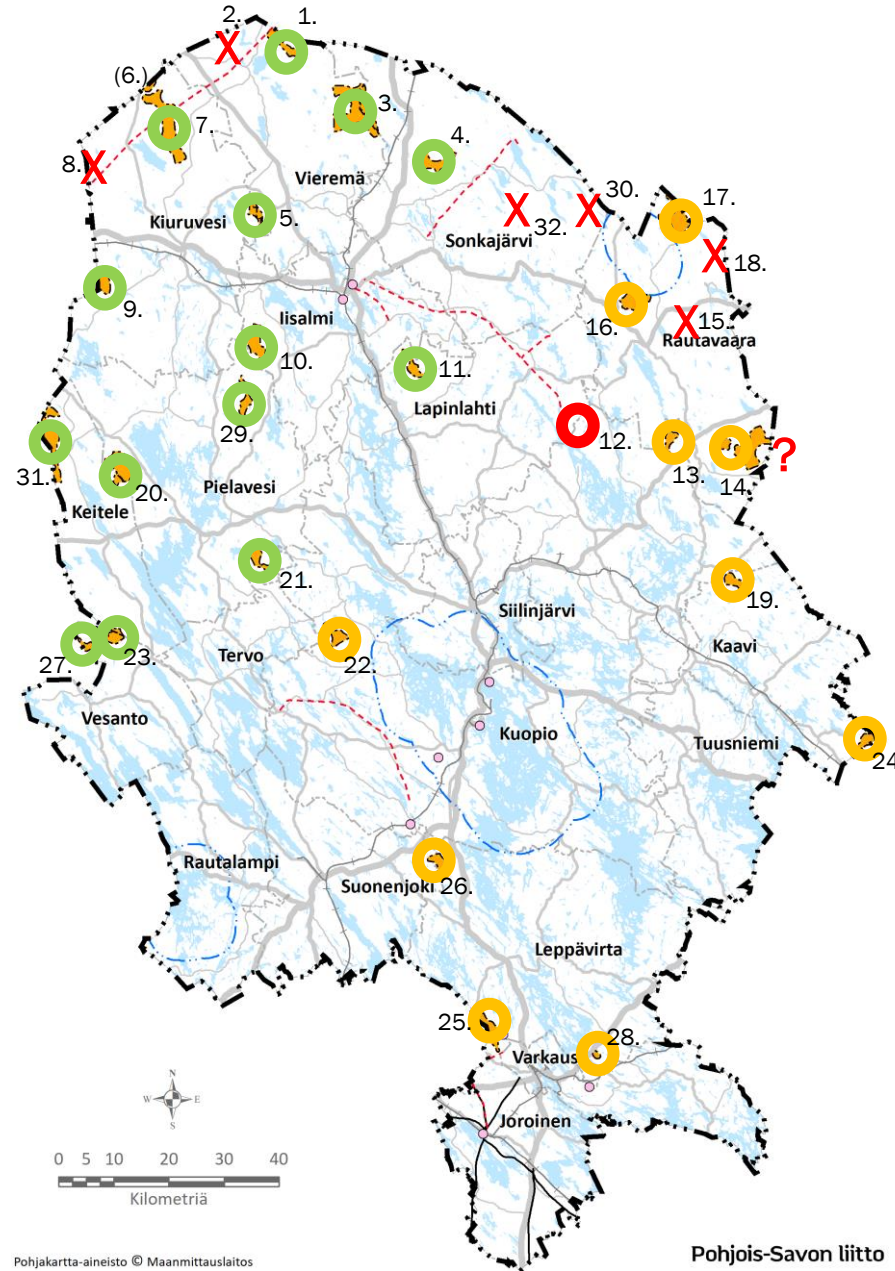 2.
1.
(6.)
7.
3.
4.
8.
Vieremä
30.
17.
5.
Kiuruvesi
32.
Sonkajärvi
18.
9.
16.
15.
Iisalmi
Rautavaara
10.
11.
Lapinlahti
29.
12.
13.
14.
?
31.
20.
Pielavesi
Keitele
21.
19.
Siilinjärvi
22.
Kaavi
27.
23.
Tervo
Vesanto
Kuopio
Tuusniemi
24.
Rautalampi
Suonenjoki
26.
Leppävirta
25.
28.
Varkaus
N
W
E
S
Joroinen
0 5 10 20 30 40
Kilometriä
Pohjakartta-aineisto © Maanmittauslaitos
Pohjois-Savon liitto